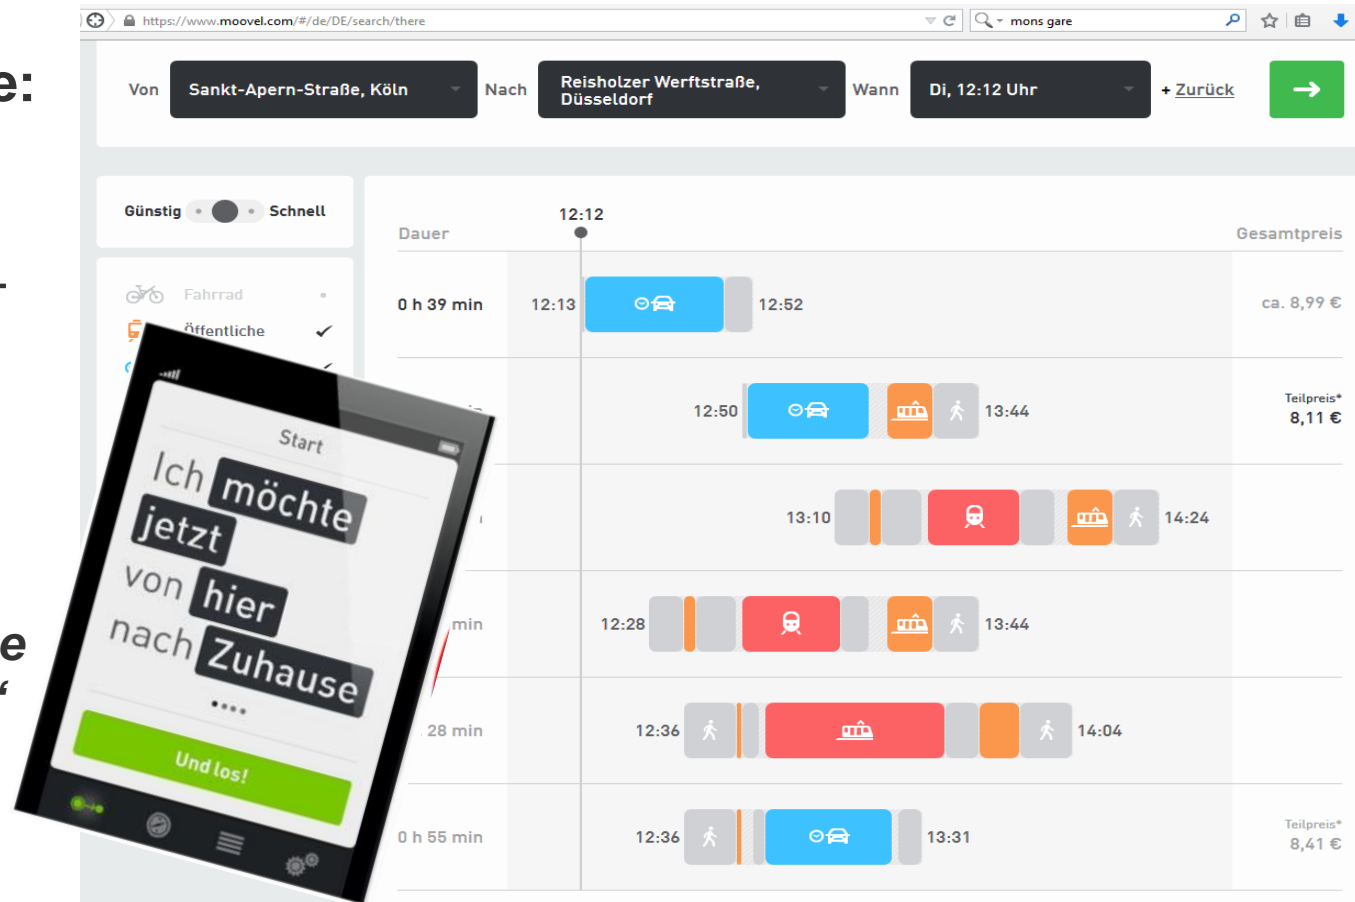 https://www.moovel.com/#/de/DE/search/there
mons gare
e:
Von Sankt-Apern-Straße, Köln Nach Reisholzer Werftstraße, Düsseldorf Wann Di, 12:12 Uhr + Zurück
Günstig Schnell
12:12
Dauer Gesamtpreis
-
Fahrrad
Öffentliche
0 h 39 min 12:13 12:52 ca. 8,99 €
12:50 13:44 Teilpreis*
8,11 €
13:10 14:24
min 12:28 13:44
28 min 12:36 14:04
0 h 55 min 12:36 13:31 Teilpreis*
8,41 €
e
“
Start
Ich möchte
jetzt
von hier
nach Zuhause
Und los!